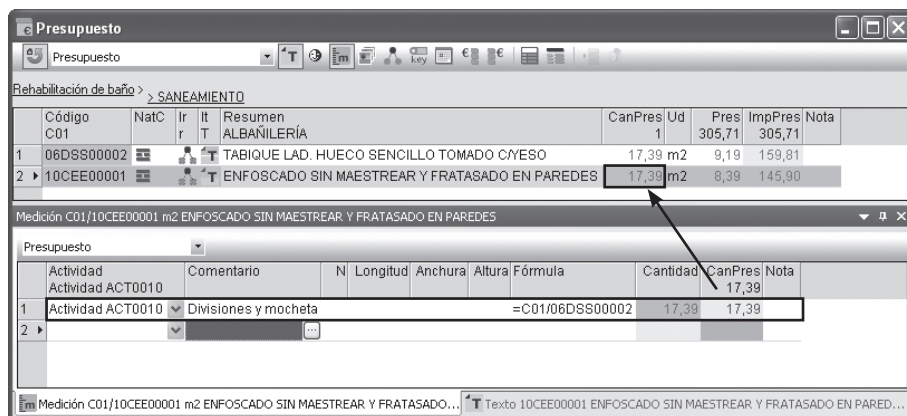 Presupuesto
Presupuesto
Rehabilitación de baño > > SANEAMIENTO
Código NatC Ir It Resumen CanPres Ud Pres ImpPres Nota
C01 r T ALBAÑILERÍA 1 305,71 305,71
1 06DSS00002 TABIQUE LAD. HUECO SENCILLO TOMADO C/YESO 17,39 m2 9,19 159,81
2 10CEE00001 ENFOSCADO SIN MAESTREAR Y FRATASADO EN PAREDES 17,39 m2 8,39 145,90
Medición C01/10CEE00001 m2 ENFOSCADO SIN MAESTREAR Y FRATASADO EN PAREDES
Presupuesto
Actividad Comentario N Longitud Anchura Altura Fórmula Cantidad CanPres Nota
Actividad ACT0010 17,39
1 Actividad ACT0010 Divisiones y mocheta =C01/06DSS00002 17,39 17,39
2
Medición C01/10CEE00001 m2 ENFOSCADO SIN MAESTREAR Y FRATASADO... Texto 10CEE00001 ENFOSCADO SIN MAESTREAR Y FRATASADO EN PARED...